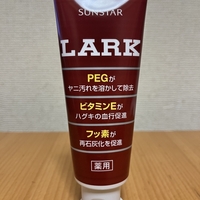 SUNSTAR
LARK
PEGが
ヤニ汚れを溶かして除去
ビタミンEが
ハグキの血行促進
フッ素が
再石灰化を促進
薬用